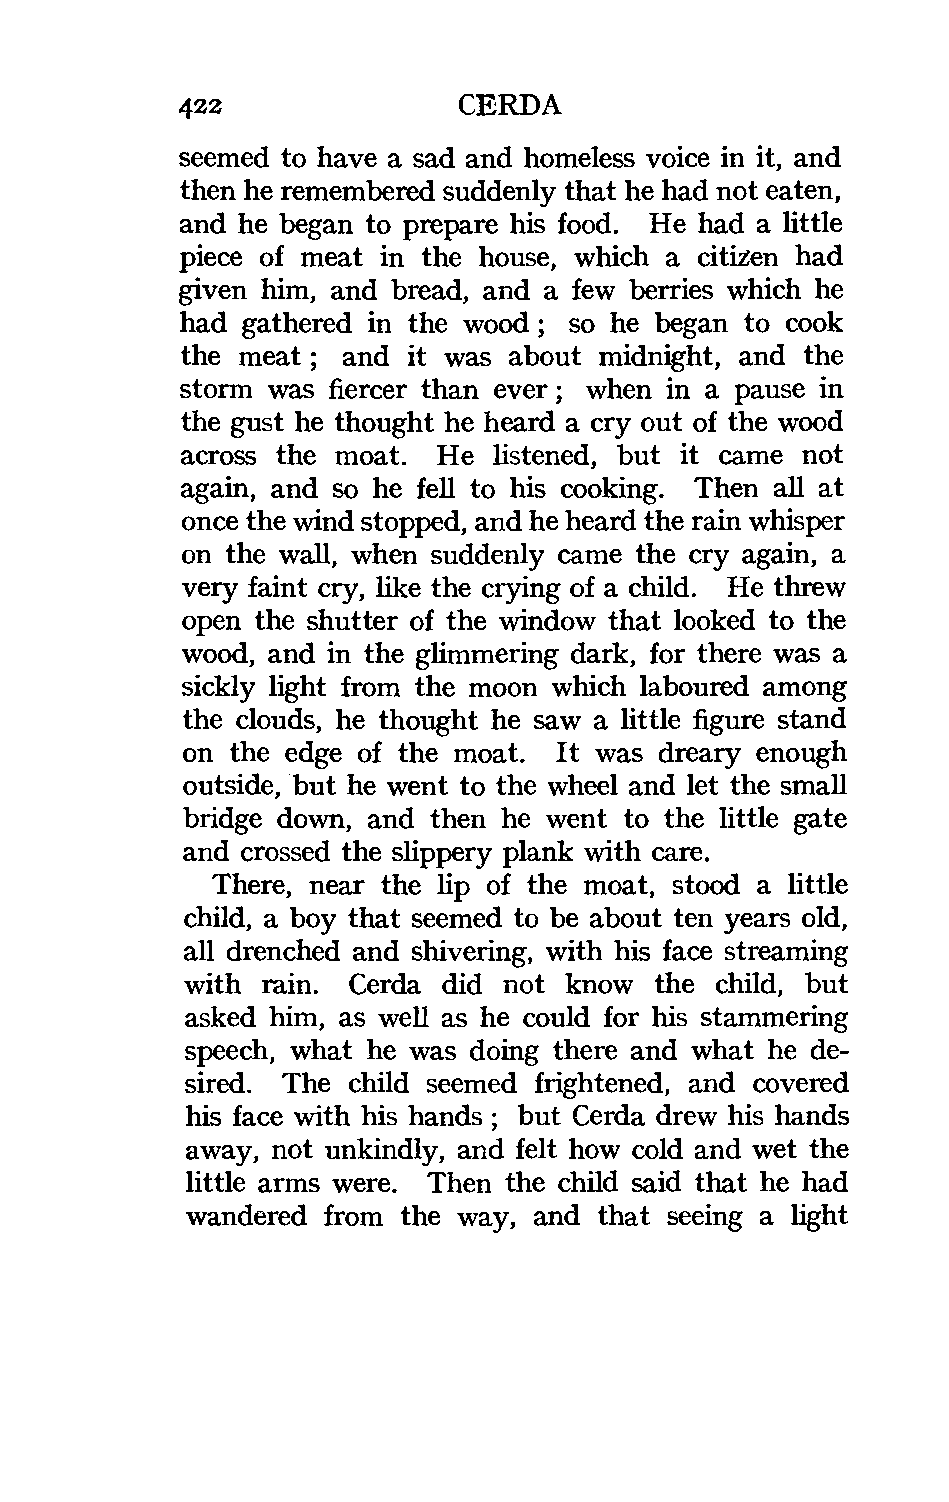 422 CERDA
seemed to have a sad and homeless voice in it, and
then he remembered suddenly that he had not eaten,
and he began to prepare his food. He had a little
piece of meat in the house, which a citizen had
given him, and bread, and a few berries which he
had gathered in the wood ; so he began to cook
the meat ; and it was about midnight, and the
storm was fiercer than ever ; when in a pause in
the gust he thought he heard a cry out of the wood
across the moat. He listened, but it came not
again, and so he fell to his cooking. Then all at
once the wind stopped, and he heard the rain whisper
on the wall, when suddenly came the cry again, a
very faint cry, like the crying of a child. He threw
open the shutter of the window that looked to the
wood, and in the glimmering dark, for there was a
sickly light from the moon which laboured among
the clouds, he thought he saw a little figure stand
on the edge of the moat. It was dreary enough
outside, but he went to the wheel and let the small
bridge down, and then he went to the little gate
and crossed the slippery plank with care.
There, near the lip of the moat, stood a little
child, a boy that seemed to be about ten years old,
all drenched and shivering, with his face streaming
with rain. Cerda did not know the child, but
asked him, as well as he could for his stammering
speech, what he was doing there and what he de-
sired. The child seemed frightened, and covered
his face with his hands ; but Cerda drew his hands
away, not unkindly, and felt how cold and wet the
little arms were. Then the child said that he had
wandered from the way, and that seeing a light